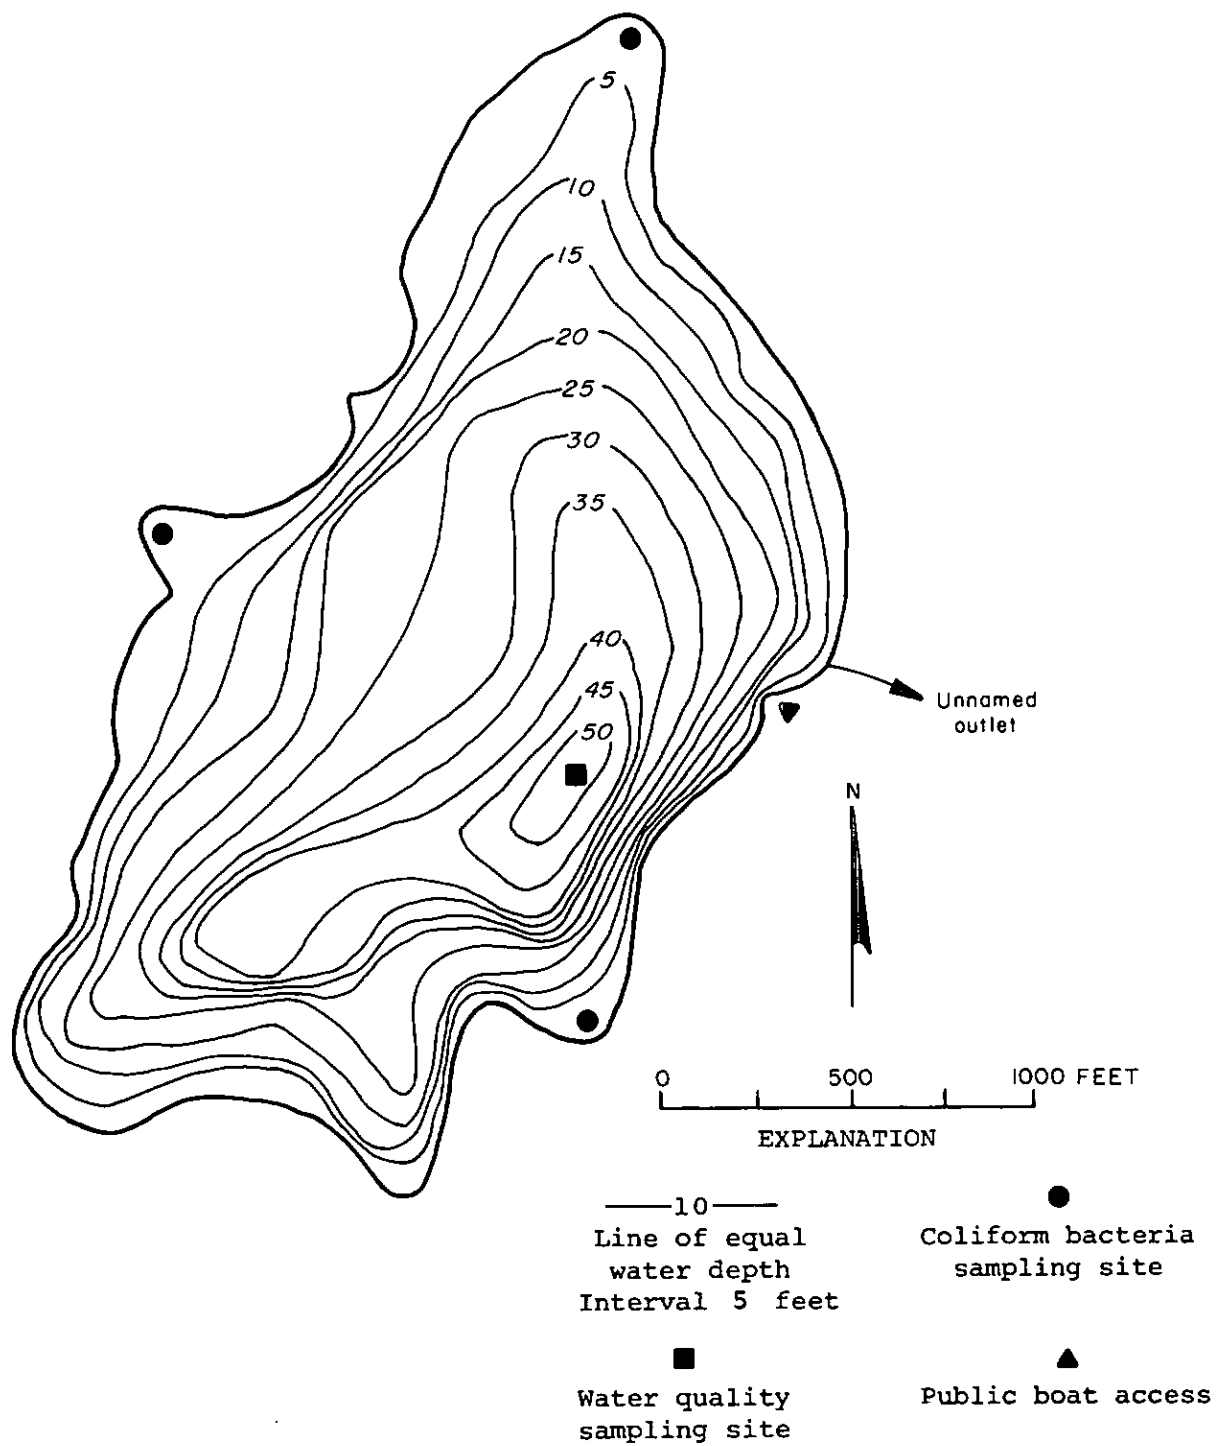 5
10
15
20
25
30
35
40
45
50
Unnamed
outlet
N
0 500 1000 FEET
EXPLANATION
10
Line of equal
water depth
Interval 5 feet
Coliform bacteria
sampling site
Water quality
sampling site
Public boat access